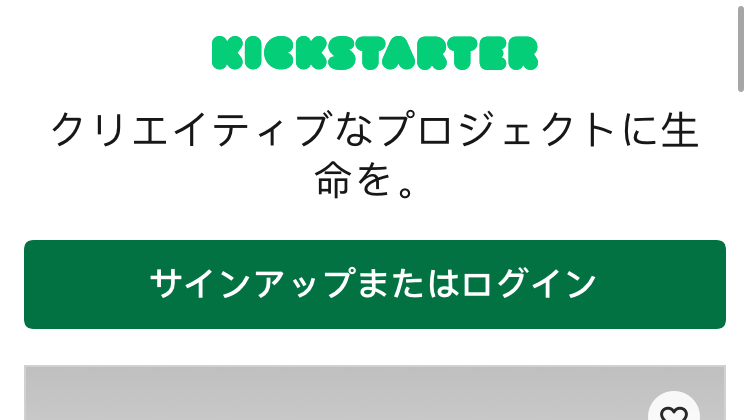 KICKSTARTER
クリエイティブなプロジェクトに生
命を。
サインアップまたはログイン